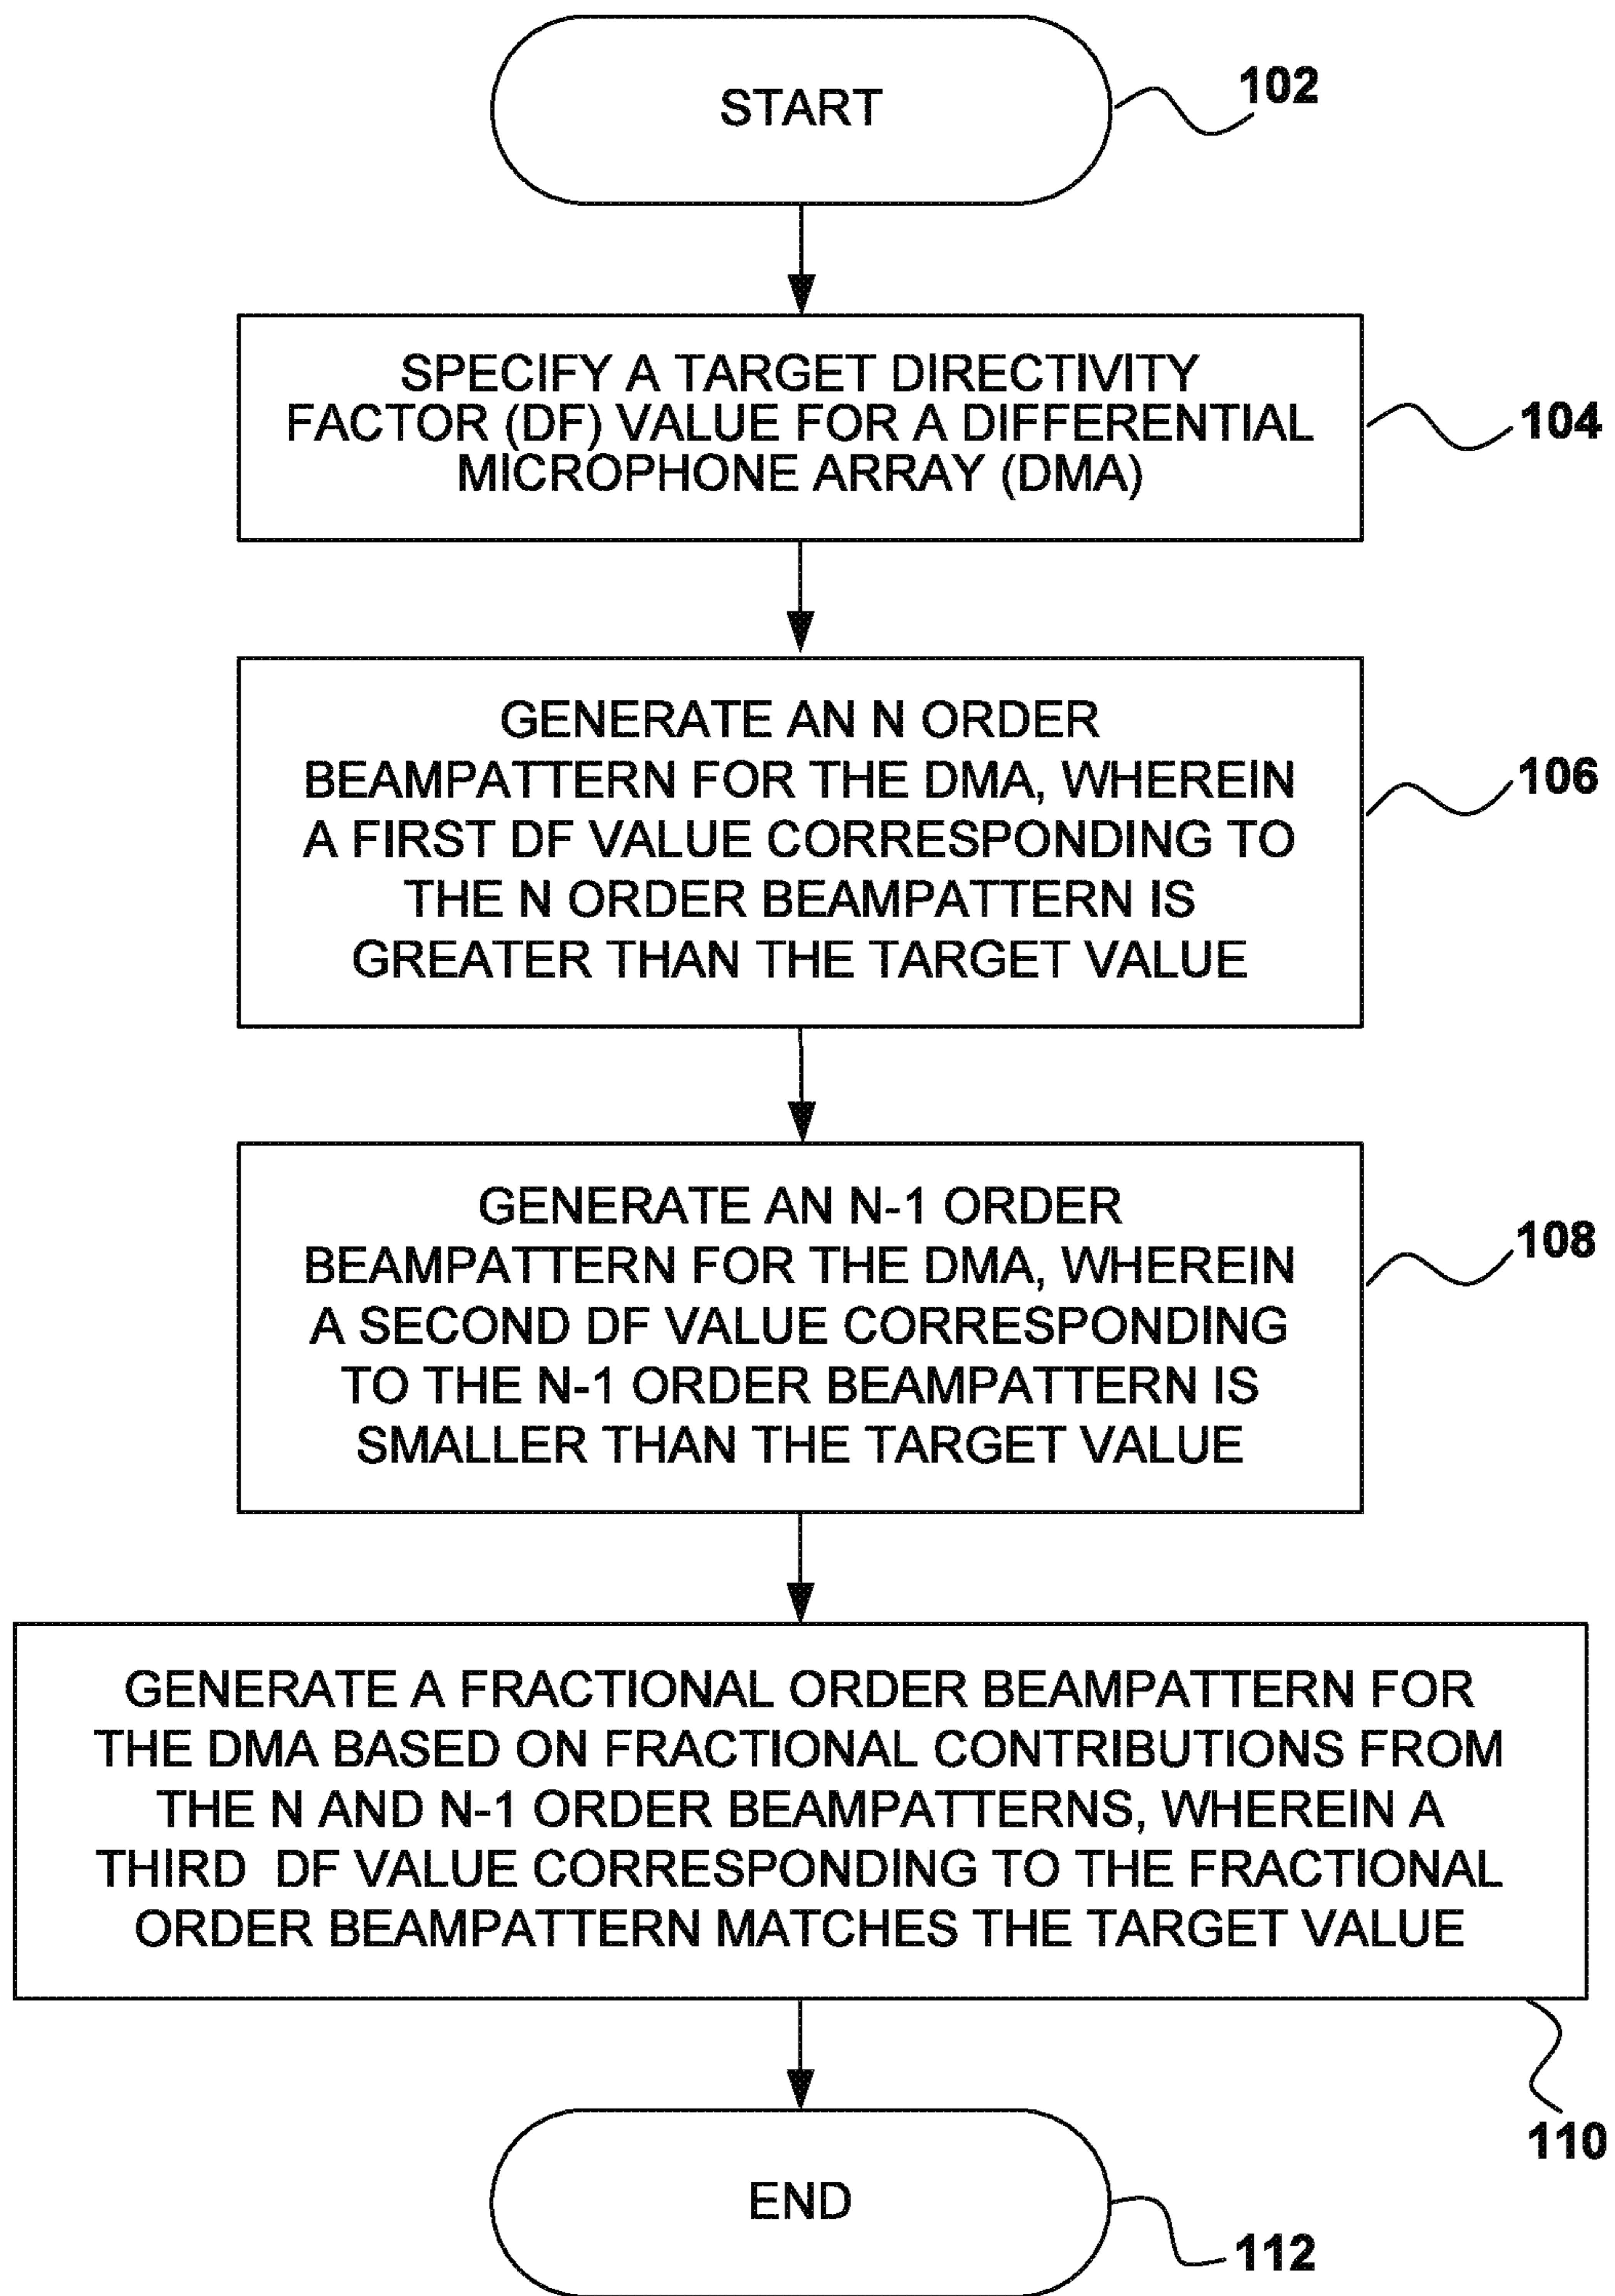 START
102
SPECIFY A TARGET DIRECTIVITY
FACTOR (DF) VALUE FOR A DIFFERENTIAL
MICROPHONE ARRAY (DMA)
104
GENERATE AN N ORDER
BEAMPATTERN FOR THE DMA, WHEREIN
A FIRST DF VALUE CORRESPONDING TO
THE N ORDER BEAMPATTERN IS
GREATER THAN THE TARGET VALUE
106
GENERATE AN N-1 ORDER
BEAMPATTERN FOR THE DMA, WHEREIN
A SECOND DF VALUE CORRESPONDING
TO THE N-1 ORDER BEAMPATTERN IS
SMALLER THAN THE TARGET VALUE
108
GENERATE A FRACTIONAL ORDER BEAMPATTERN FOR
THE DMA BASED ON FRACTIONAL CONTRIBUTIONS FROM
THE N AND N-1 ORDER BEAMPATTERNS, WHEREIN A
THIRD DF VALUE CORRESPONDING TO THE FRACTIONAL
ORDER BEAMPATTERN MATCHES THE TARGET VALUE
110
END
112